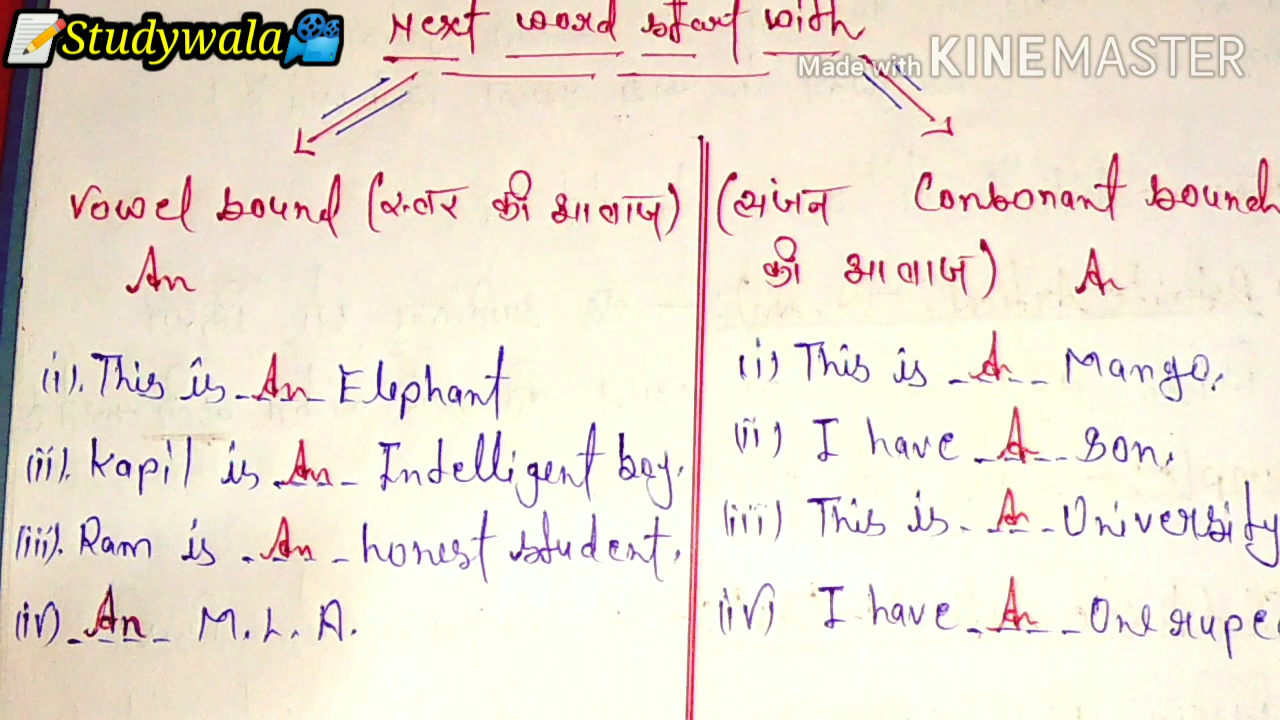 📝Studywala🎥
Made with KINEMASTER
Next word start with
Vowel sound (स्वर की आवाज)
An
(i). This is An Elephant
(ii). Kapil is An Indelligent boy.
(iii). Ram is An honest student.
(iv) An M.L.A.
(व्यंजन Consonant sound
की आवाज) A
(i) This is A Mango.
(ii) I have A son.
(iii) This is A University
(iv) I have A One rupe